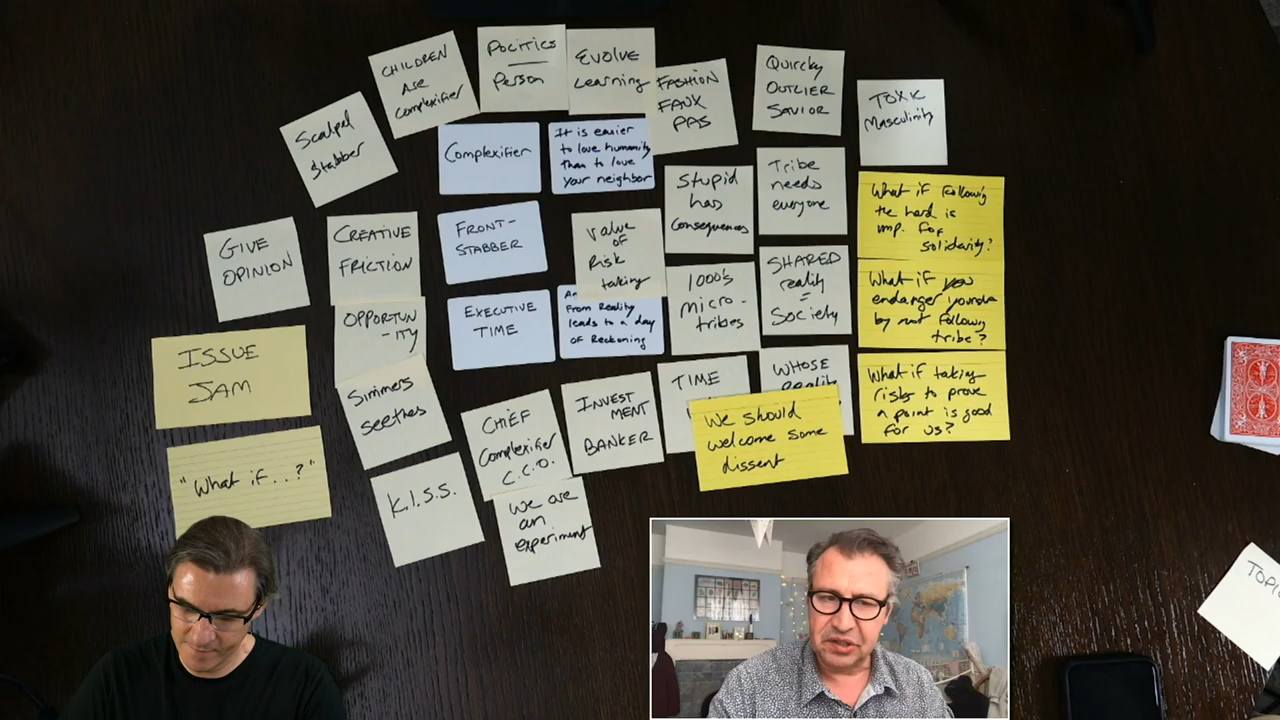 CHILDREN
ARE
Complexifier
POLITICS
Person
EVOLVE
Learning
FASHION
FAUX
PAS
Quirky
OUTLIER
SAVIOR
TOXIC
Masculinity
Scalpel
Stabber
Complexifier
It is easier
to love humanity
than to love
your neighbor
Stupid
has
Consequences
Tribe
needs
everyone
What if following
the herd is
imp. for
solidarity?
GIVE
OPINION
CREATIVE
FRICTION
FRONT-
STABBER
Value
OF
Risk
taking
1000's
micro-
tribes
SHARED
reality
=
Society
What if you
endanger
by not following
tribe?
ISSUE
JAM
OPPORTUN
-ITY
EXECUTIVE
TIME
An
From Reality
leads to a day
of Reckoning
Simmers
seethes
CHIEF
Complexifier
C.C.O.
INVEST
MENT
BANKER
TIME
WHOSE
Reality
We should
welcome some
dissent
What if taking
risks to prove
a point is good
for us?
"What if..?"
K.I.S.S.
We are
an
experiment